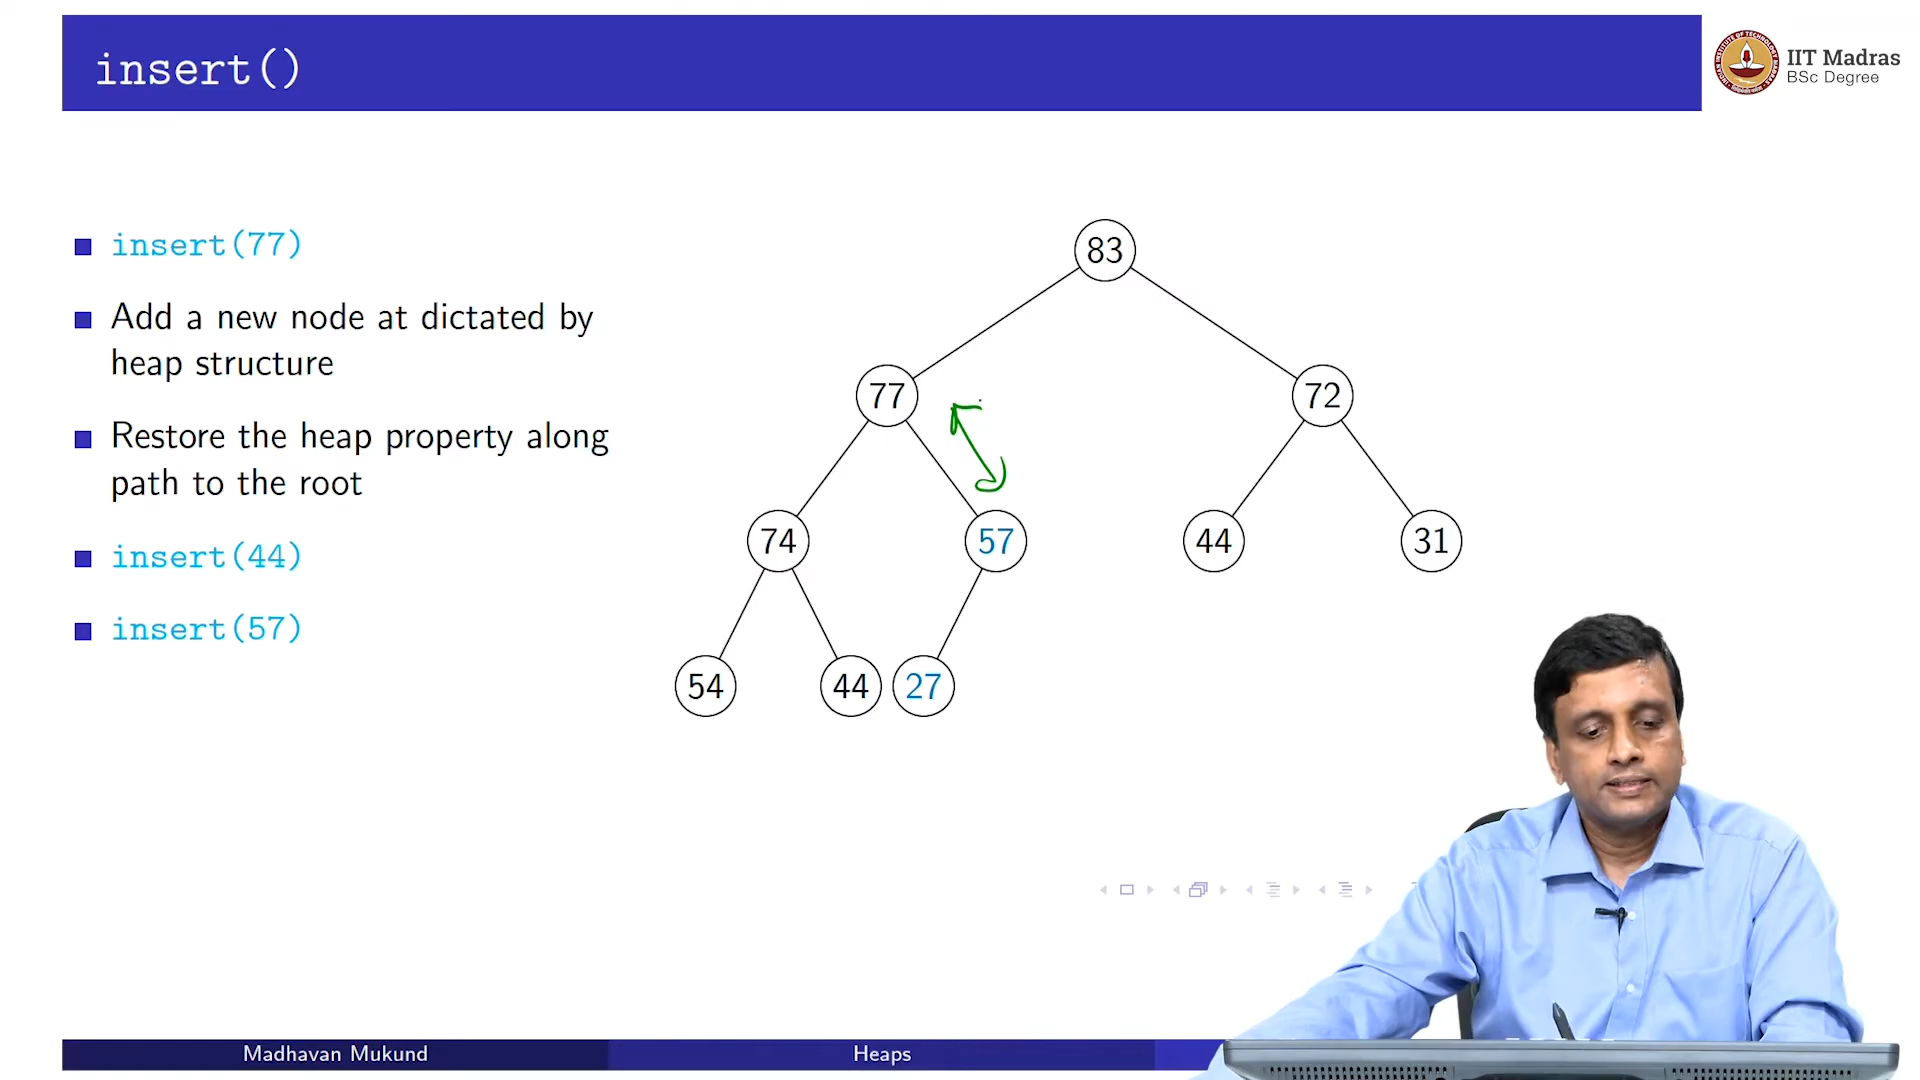 insert()
IIT Madras
BSc Degree
insert(77)
Add a new node at dictated by
heap structure
Restore the heap property along
path to the root
insert(44)
insert(57)
83
77
72
74
57
44
31
54
44
27
Madhavan Mukund
Heaps